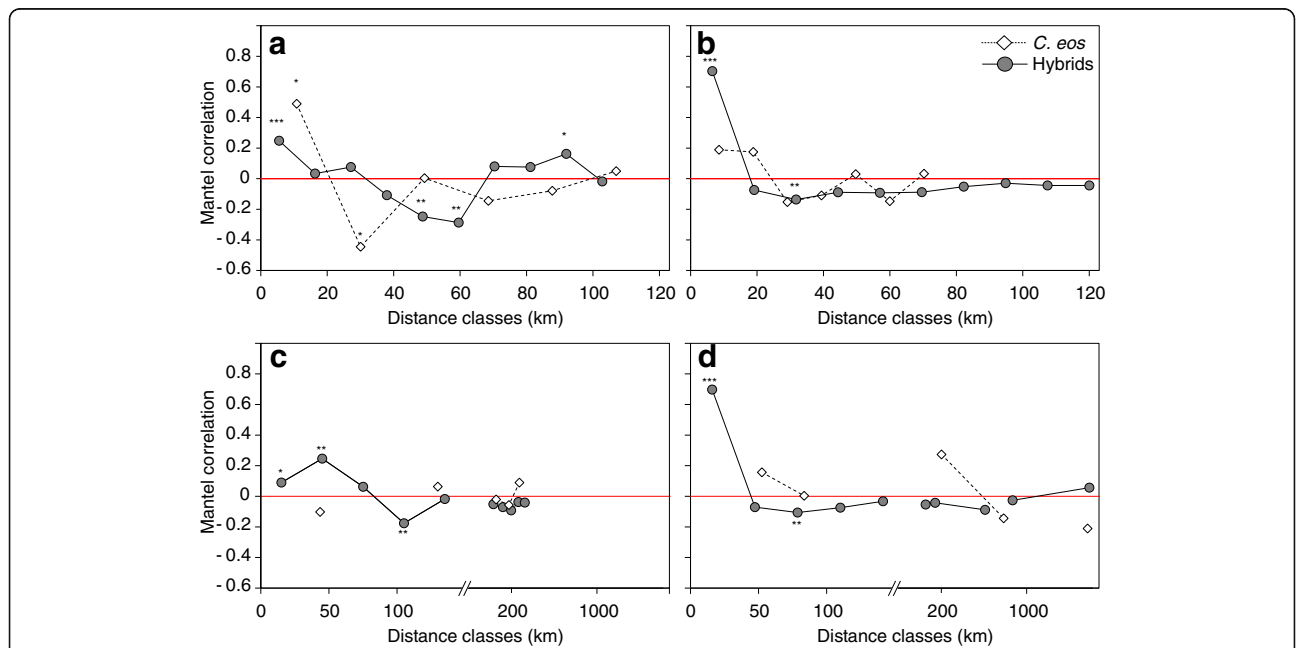 a
b
C. eos
Hybrids
Mantel correlation
0.8
0.6
0.4
0.2
0
- 0.2
- 0.4
- 0.6
*
***
*
**
**
*
***
**
0 20 40 60 80 100 120
0 20 40 60 80 100 120
Distance classes (km)
Distance classes (km)
c
d
Mantel correlation
0.8
0.6
0.4
0.2
0
- 0.2
- 0.4
- 0.6
*
**
**
***
**
0 50 100 // 200 1000
0 50 100 // 200 1000
Distance classes (km)
Distance classes (km)